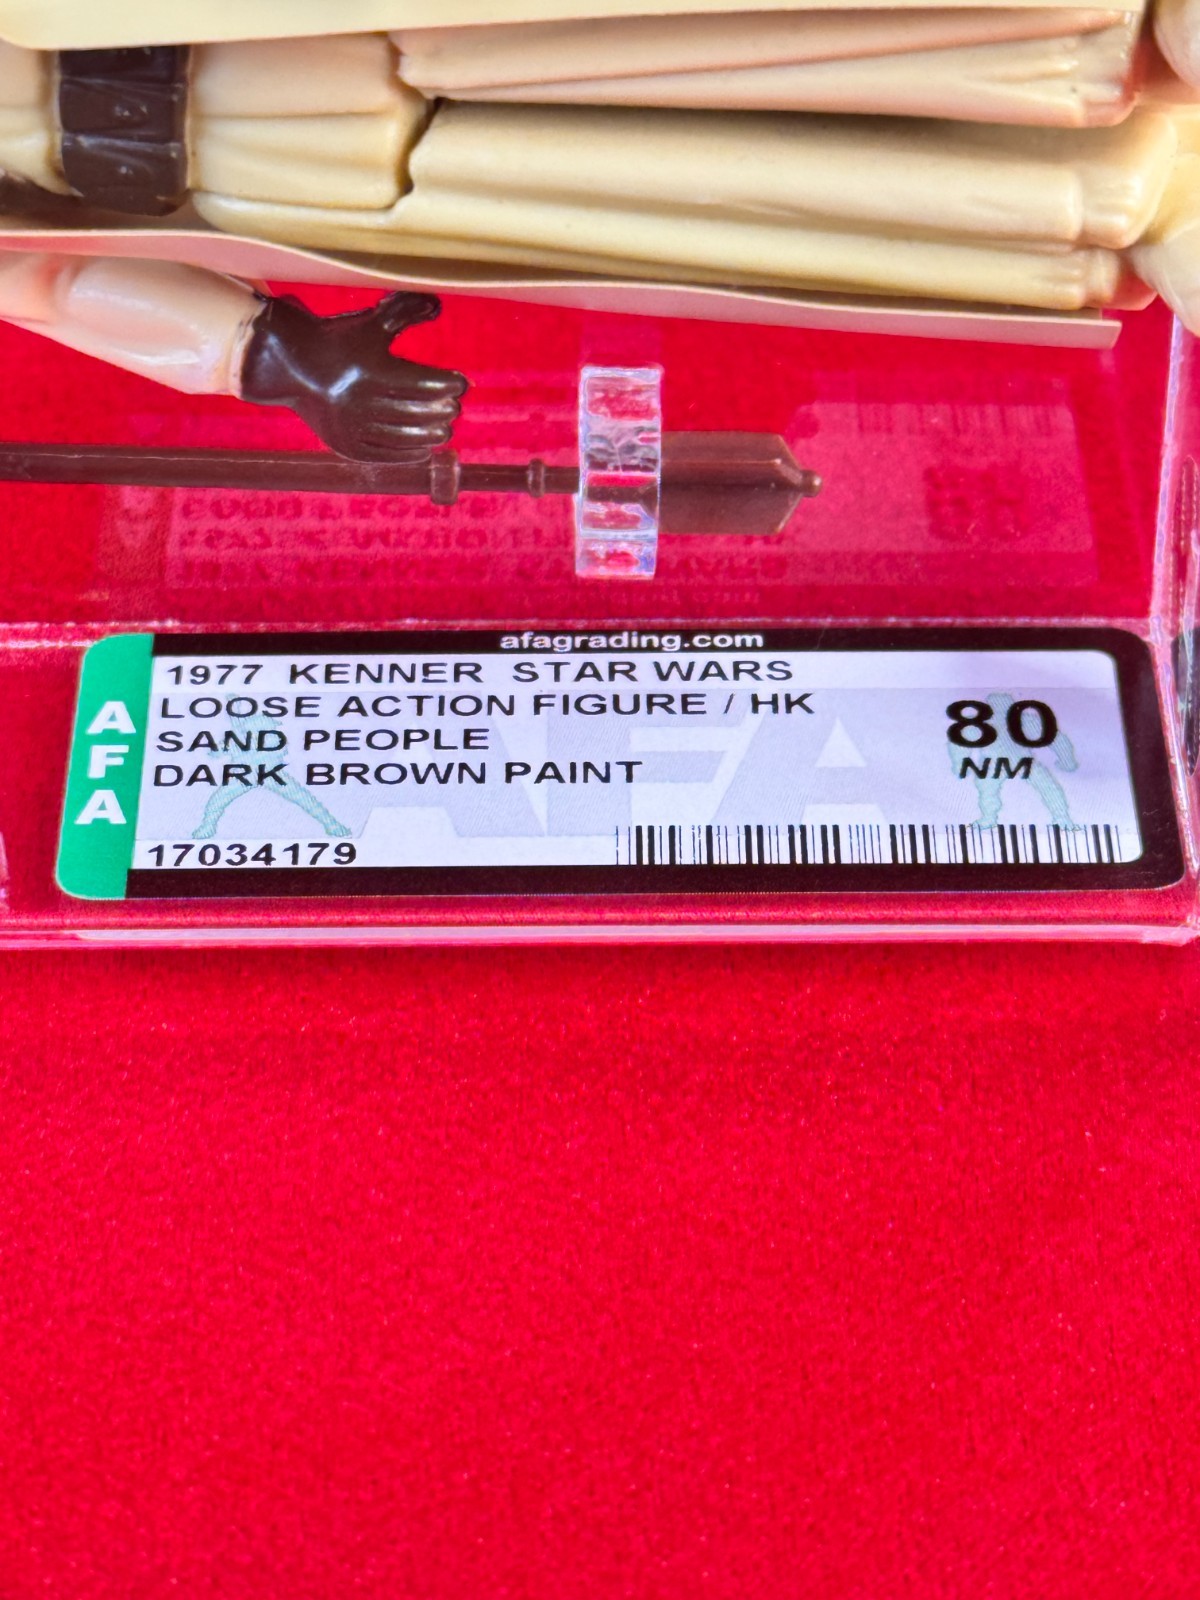 afagrading.com
AFA
1977 KENNER STAR WARS
LOOSE ACTION FIGURE / HK
SAND PEOPLE
DARK BROWN PAINT
80
NM
17034179
AFA